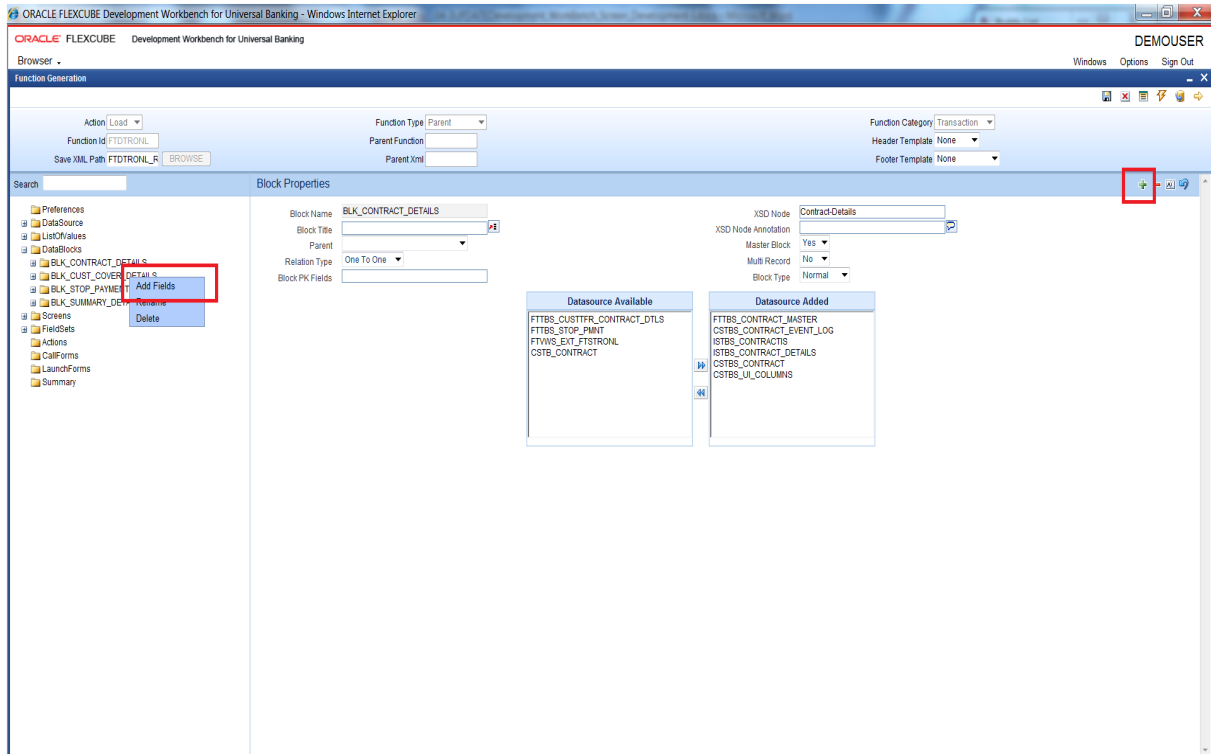 ORACLE FLEXCUBE Development Workbench for Universal Banking - Windows Internet Explorer
ORACLE FLEXCUBE Development Workbench for Universal Banking
DEMOUSER
Browser
Windows Options Sign Out
Function Generation
Action Load
Function Type Parent
Function Category Transaction
Function Id FTDTRONL
Parent Function
Header Template None
Save XML Path FTDTRONL_R BROWSE
Parent Xml
Footer Template None
Search
Block Properties
Preferences
DataSource
ListOfValues
DataBlocks
BLK_CONTRACT_DETAILS
BLK_CUST_COVER_DETAILS
BLK_STOP_PAYMENT
BLK_SUMMARY_DETA
Screens
FieldSets
Actions
CallForms
LaunchForms
Summary
Add Fields
Rename
Delete
Block Name BLK_CONTRACT_DETAILS
Block Title
Parent
Relation Type One To One
Block PK Fields
XSD Node Contract-Details
XSD Node Annotation
Master Block Yes
Multi Record No
Block Type Normal
Datasource Available
FTTBS_CUSTTFR_CONTRACT_DTLS
FTTBS_STOP_PMNT
FTVWS_EXT_FTSTRONL
CSTB_CONTRACT
Datasource Added
FTTBS_CONTRACT_MASTER
CSTBS_CONTRACT_EVENT_LOG
ISTBS_CONTRACTIS
ISTBS_CONTRACT_DETAILS
CSTBS_CONTRACT
CSTBS_UI_COLUMNS